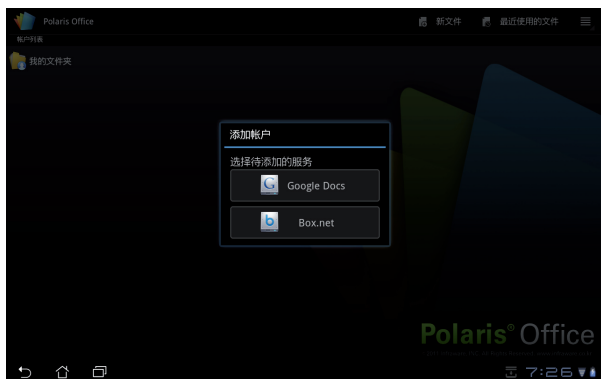 Polaris Office
新文件
最近使用的文件
帐户列表
我的文件夹
添加帐户
选择待添加的服务
Google Docs
Box.net
Polaris® Office
7:26